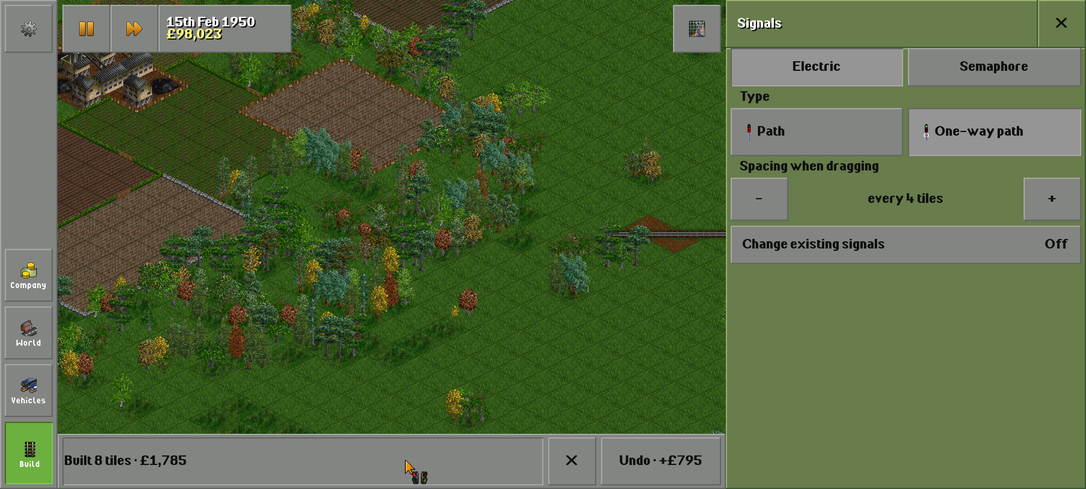 15th Feb 1950
£98,023
Signals
Electric
Semaphore
Type
Path
One-way path
Spacing when dragging
-
every 4 tiles
+
Change existing signals
Off
Company
World
Vehicles
Build
Built 8 tiles · £1,785
Undo · +£795